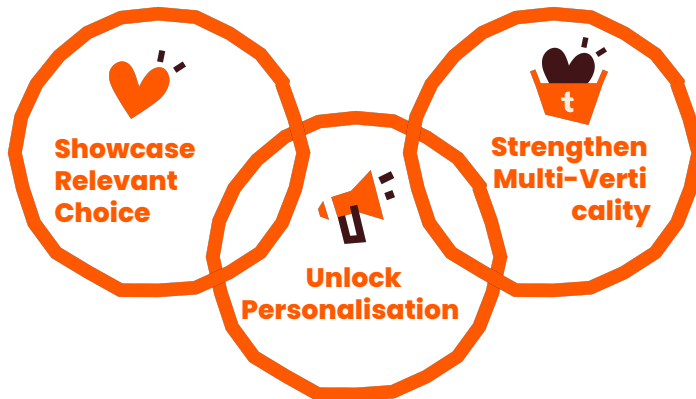 Showcase
Relevant
Choice
Unlock
Personalisation
t
Strengthen
Multi-Verti
cality